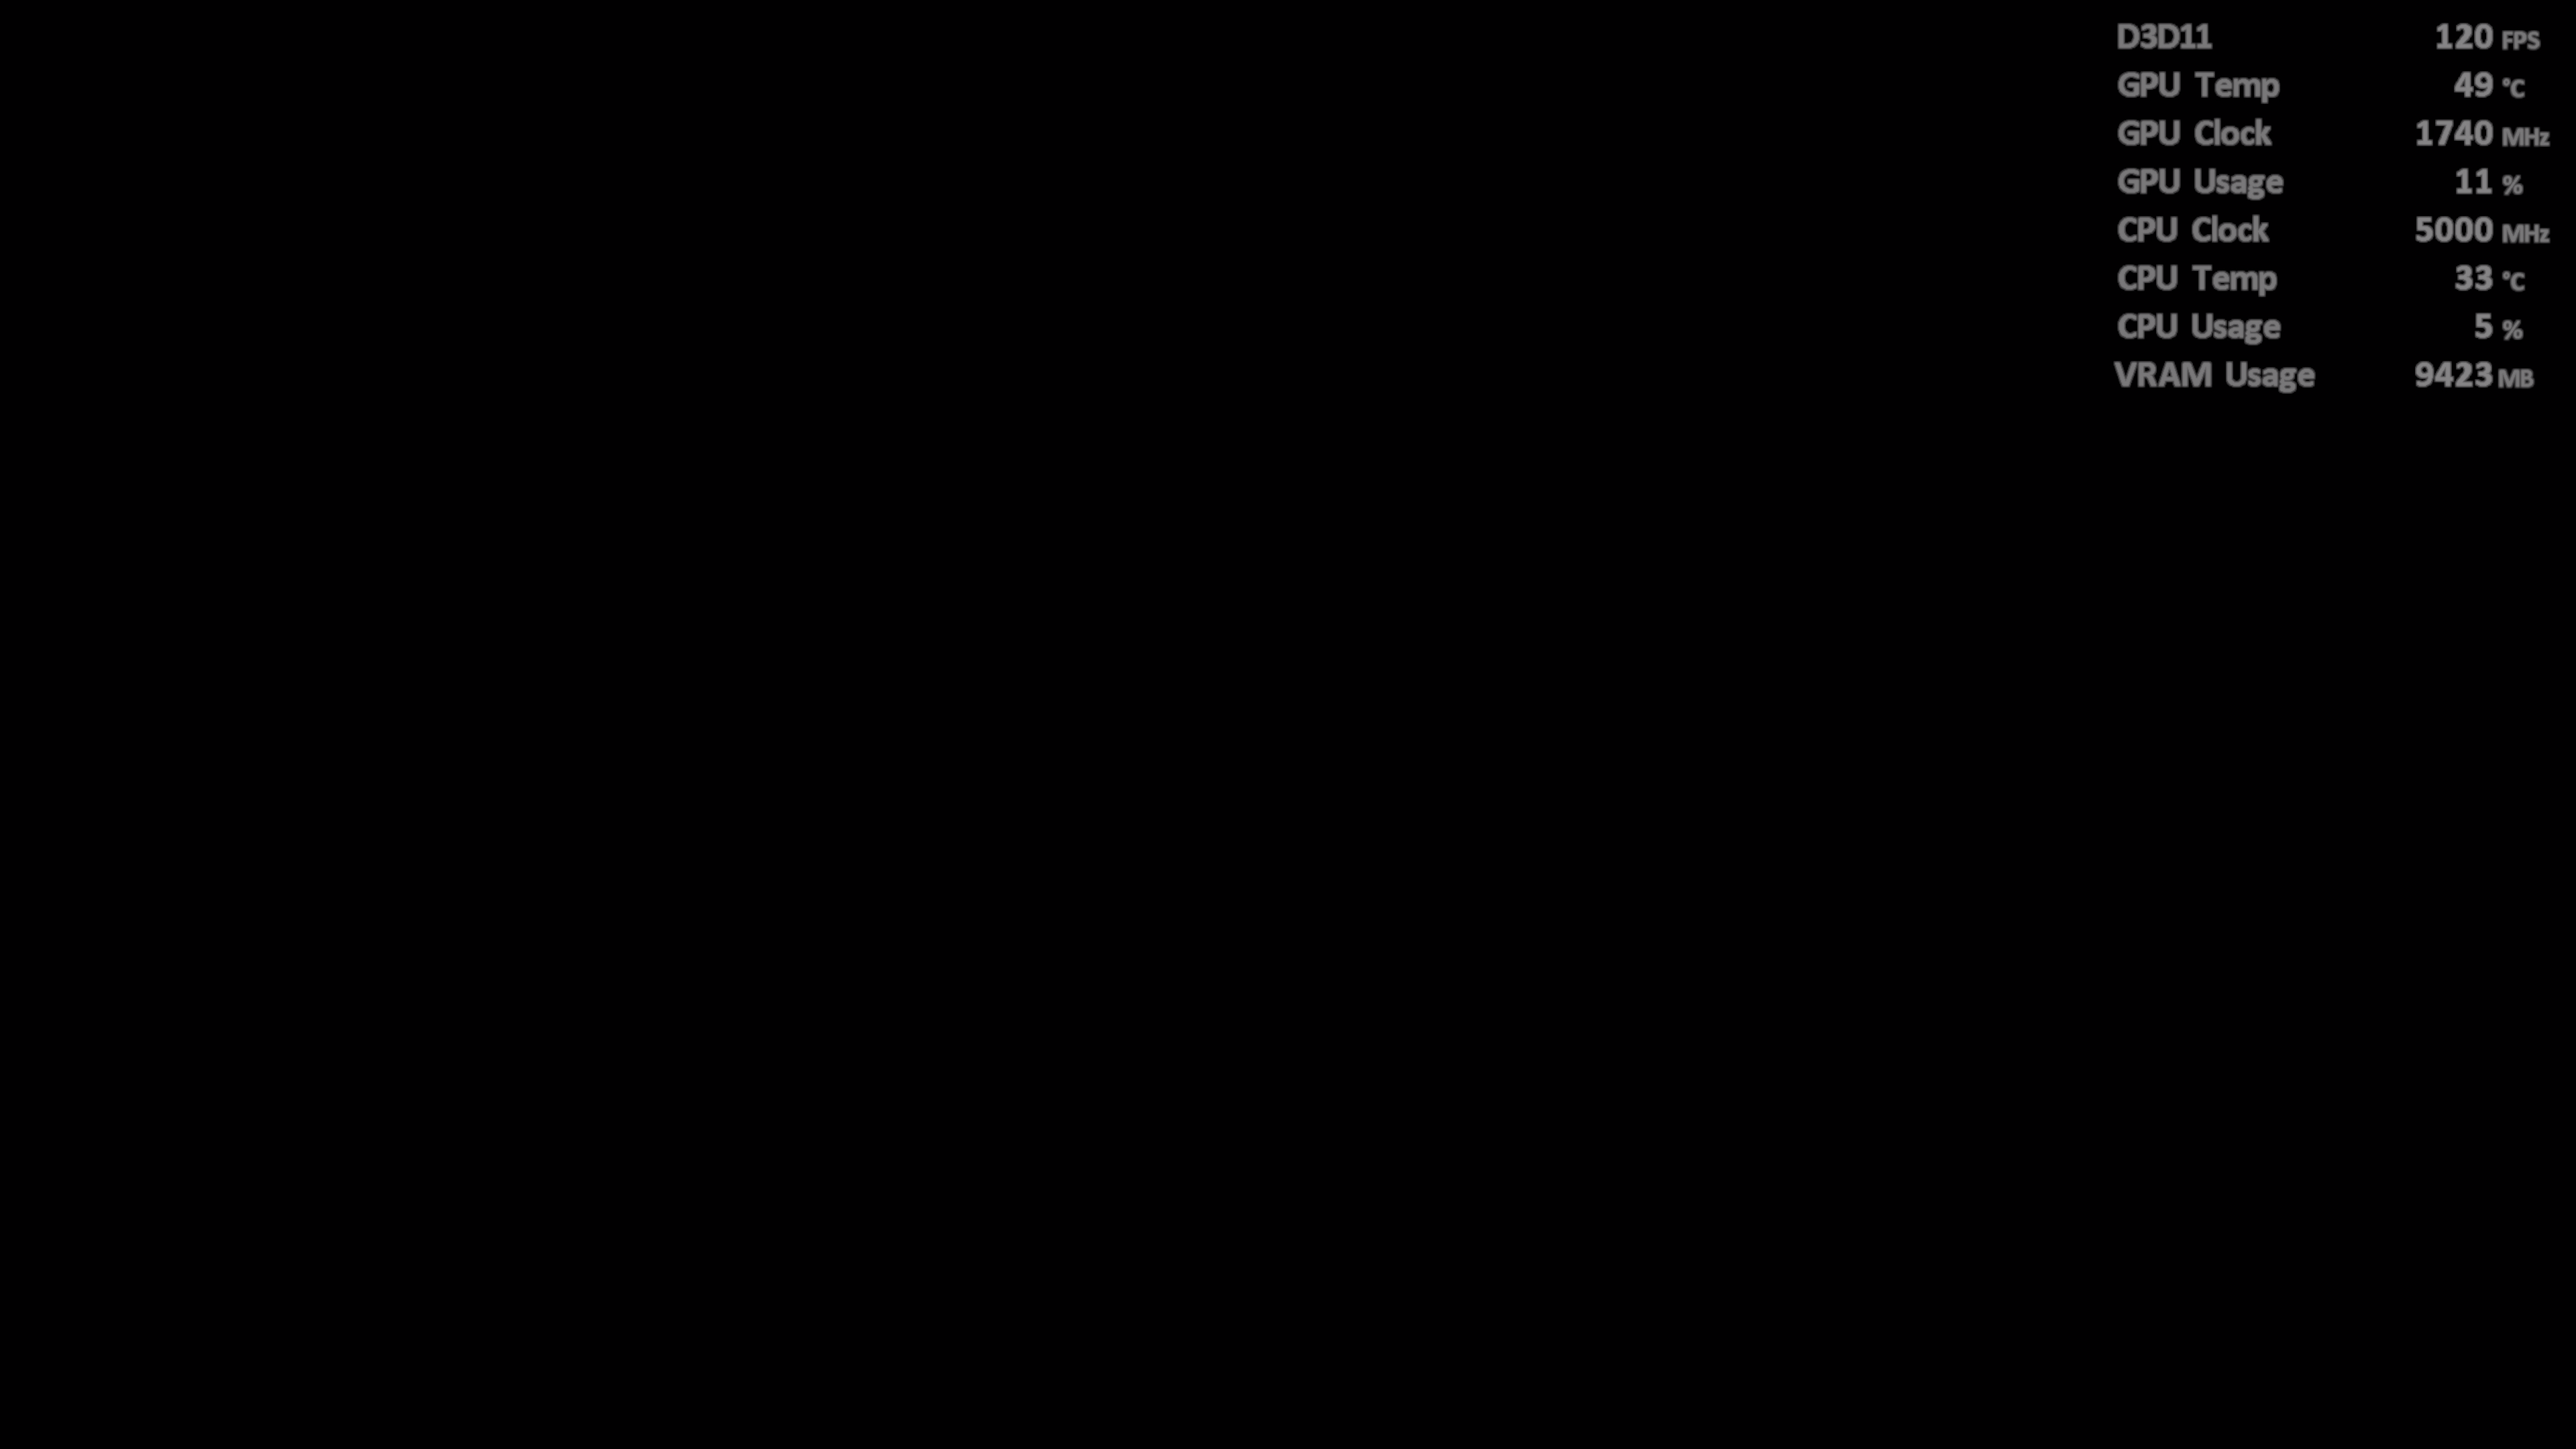 D3D11 120 FPS
GPU Temp 49 °C
GPU Clock 1740 MHz
GPU Usage 11 %
CPU Clock 5000 MHz
CPU Temp 33 °C
CPU Usage 5 %
VRAM Usage 9423 MB